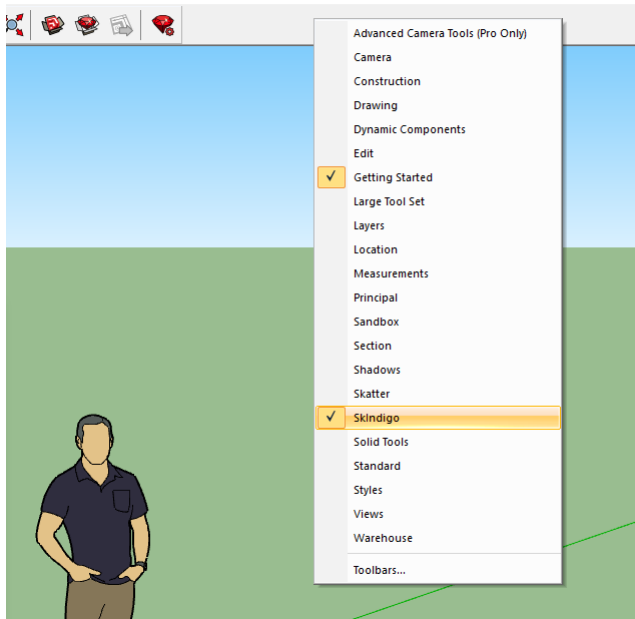 Advanced Camera Tools (Pro Only)
Camera
Construction
Drawing
Dynamic Components
Edit
Getting Started
Large Tool Set
Layers
Location
Measurements
Principal
Sandbox
Section
Shadows
Skatter
SkIndigo
Solid Tools
Standard
Styles
Views
Warehouse
Toolbars...